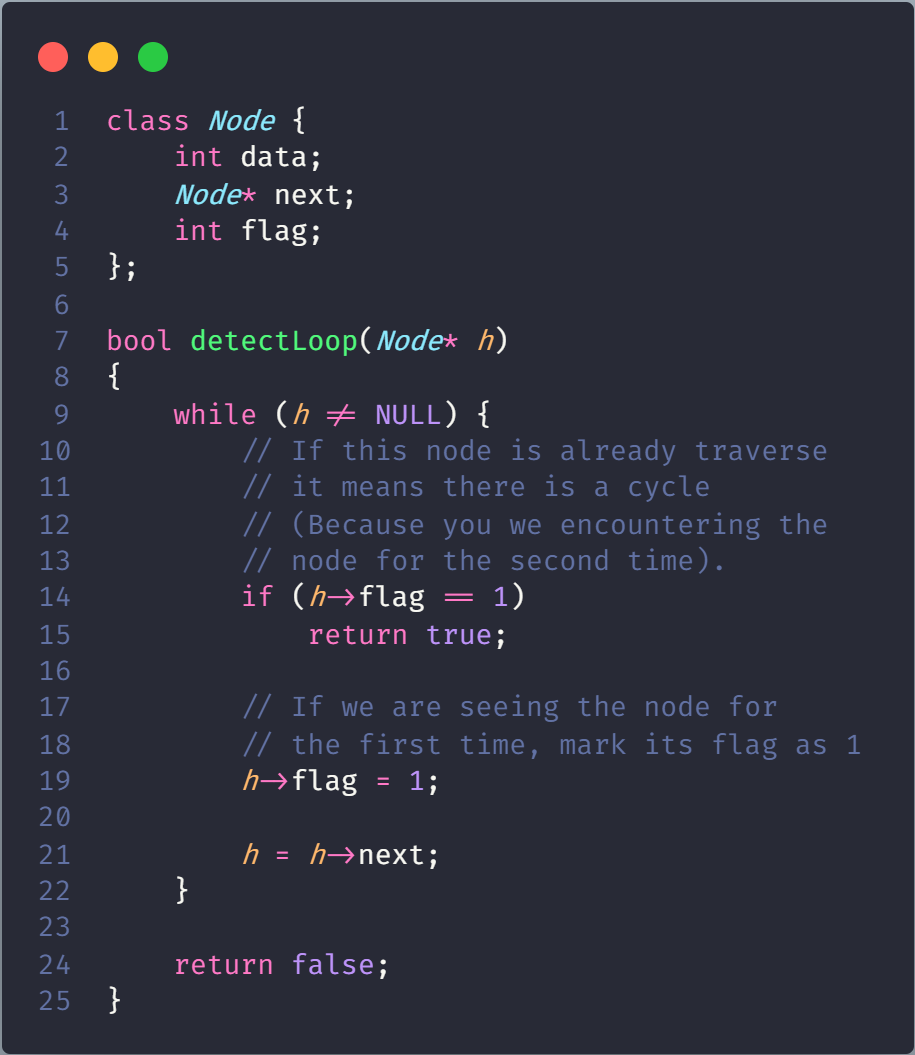 1 class Node {
2     int data;
3     Node* next;
4     int flag;
5 };
6
7 bool detectLoop(Node* h)
8 {
9     while (h != NULL) {
10         // If this node is already traverse
11         // it means there is a cycle
12         // (Because you we encountering the
13         // node for the second time).
14         if (h->flag == 1)
15             return true;
16
17         // If we are seeing the node for
18         // the first time, mark its flag as 1
19         h->flag = 1;
20
21         h = h->next;
22     }
23
24     return false;
25 }